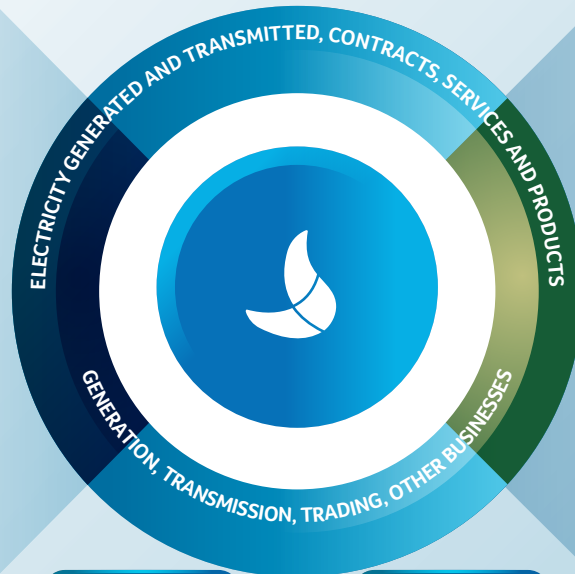 ELECTRICITY GENERATED AND TRANSMITTED, CONTRACTS, SERVICES AND PRODUCTS
GENERATION, TRANSMISSION, TRADING, OTHER BUSINESSES